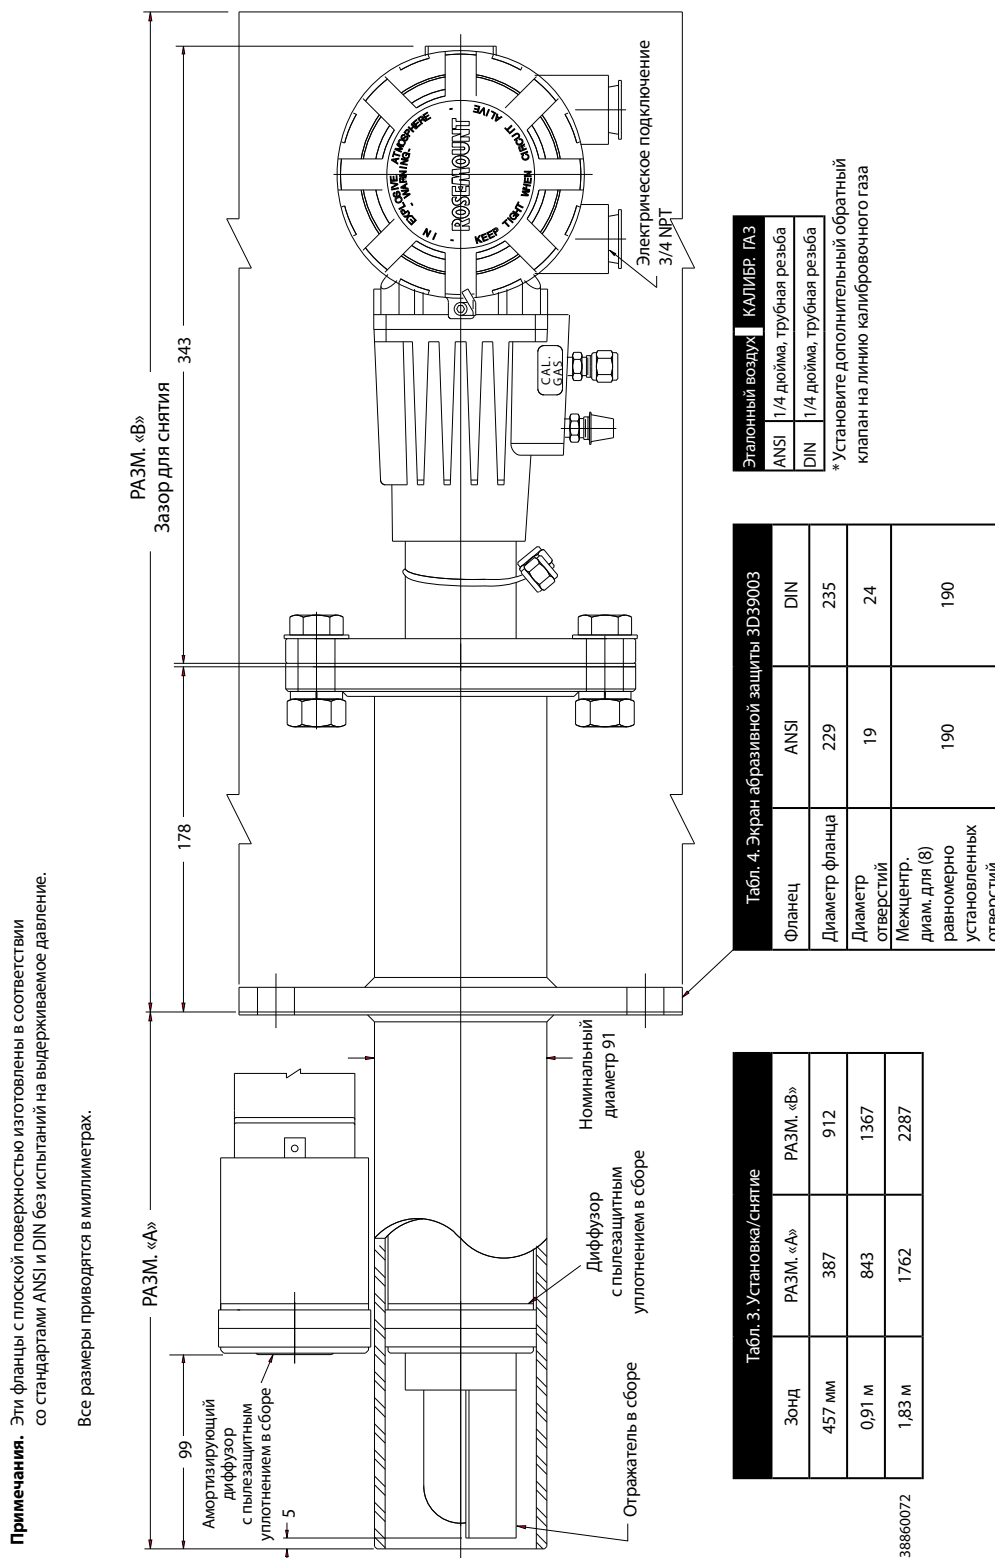 Примечания. Эти фланцы с плоской поверхностью изготовлены в соответствии
со стандартами ANSI и DIN без испытаний на выдерживаемое давление.
Все размеры приводятся в миллиметрах.
РАЗМ. «А»
РАЗМ. «В»
Зазор для снятия
99
178
343
Амортизирующий
диффузор
с пылезащитным
уплотнением в сборе
5
Отражатель в сборе
Диффузор
с пылезащитным
уплотнением в сборе
Номинальный
диаметр 91
CAL.
GAS
- IN EXPLOSIVE ATMOSPHERE -
- WARNING-
ROSEMOUNT
KEEP TIGHT WHEN CIRCUIT ALIVE
Электрическое подключение
3/4 NPT
Табл. 3. Установка/снятие
Зонд РАЗМ. «А» РАЗМ. «В»
457 мм 387 912
0,91 м 843 1367
1,83 м 1762 2287
Табл. 4. Экран абразивной защиты 3D39003
Фланец ANSI DIN
Диаметр фланца 229 235
Диаметр
отверстий 19 24
Межцентр.
диам. для (8)
равномерно
установленных
отверстий
190 190
Эталонный воздух КАЛИБР. ГАЗ
ANSI 1/4 дюйма, трубная резьба
DIN 1/4 дюйма, трубная резьба
* Установите дополнительный обратный
клапан на линию калибровочного газа
38860072